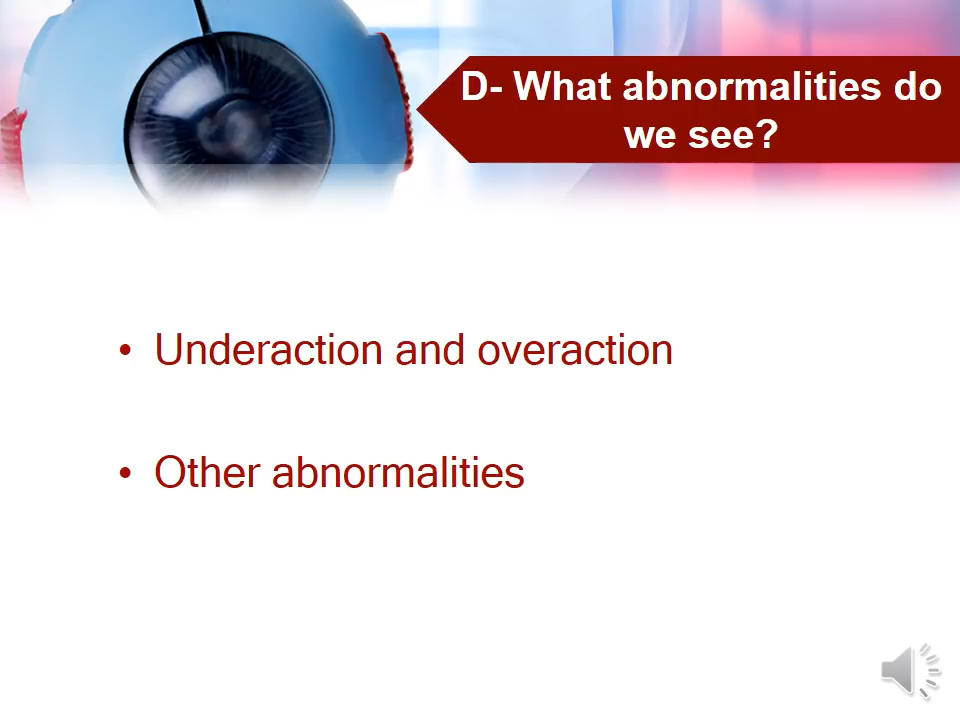 D- What abnormalities do
we see?
• Underaction and overaction
• Other abnormalities